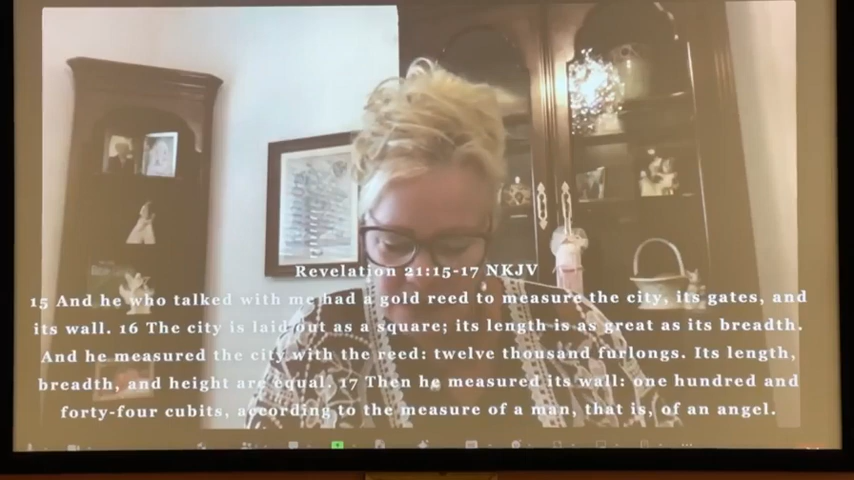 Revelation 21:15-17 NKJV
15 And he who talked with me had a gold reed to measure the city, its gates, and
its wall. 16 The city is laid out as a square; its length is as great as its breadth.
And he measured the city with the reed: twelve thousand furlongs. Its length,
breadth, and height are equal. 17 Then he measured its wall: one hundred and
forty-four cubits, according to the measure of a man, that is, of an angel.